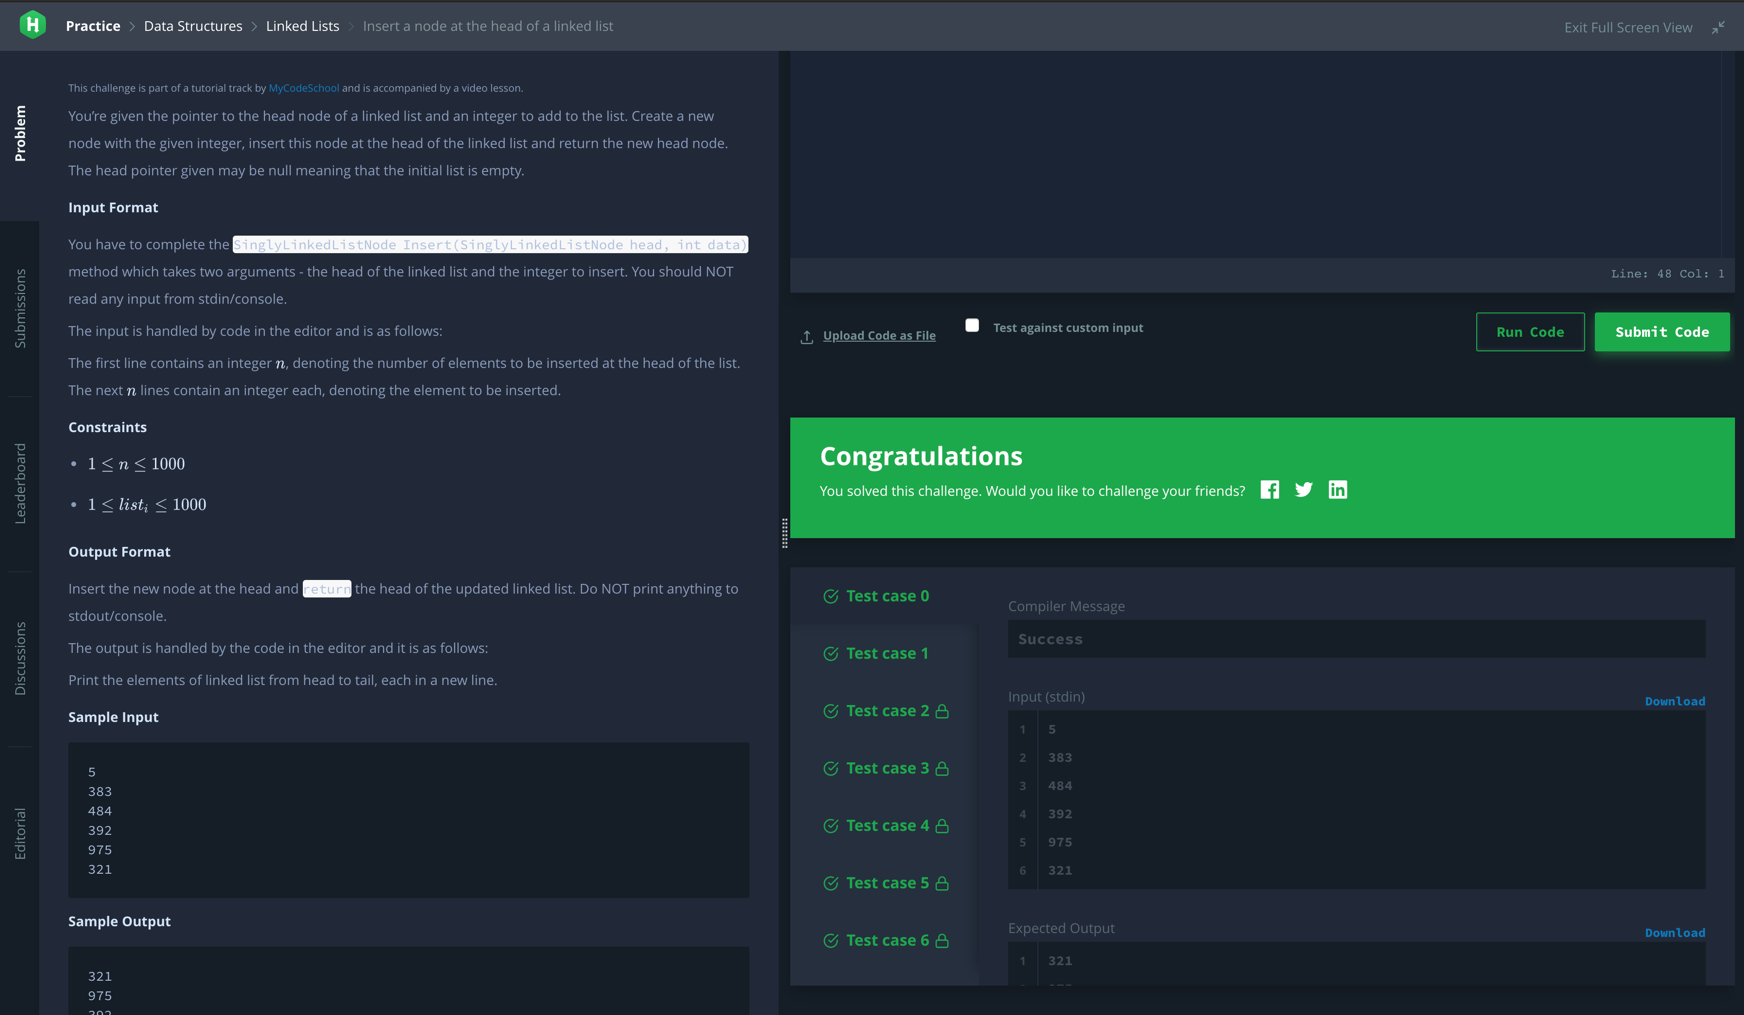 H Practice > Data Structures > Linked Lists > Insert a node at the head of a linked list
Exit Full Screen View
Problem
Submissions
Leaderboard
Discussions
Editorial
This challenge is part of a tutorial track by MyCodeSchool and is accompanied by a video lesson.
You're given the pointer to the head node of a linked list and an integer to add to the list. Create a new
node with the given integer, insert this node at the head of the linked list and return the new head node.
The head pointer given may be null meaning that the initial list is empty.
Input Format
You have to complete the SinglyLinkedListNode Insert(SinglyLinkedListNode head, int data)
method which takes two arguments - the head of the linked list and the integer to insert. You should NOT
read any input from stdin/console.
The input is handled by code in the editor and is as follows:
The first line contains an integer n, denoting the number of elements to be inserted at the head of the list.
The next n lines contain an integer each, denoting the element to be inserted.
Constraints
• 1 ≤ n ≤ 1000
• 1 ≤ listᵢ ≤ 1000
Output Format
Insert the new node at the head and return the head of the updated linked list. Do NOT print anything to
stdout/console.
The output is handled by the code in the editor and it is as follows:
Print the elements of linked list from head to tail, each in a new line.
Sample Input
5
383
484
392
975
321
Sample Output
321
975
392
Line: 48 Col: 1
Upload Code as File
Test against custom input
Run Code
Submit Code
Congratulations
You solved this challenge. Would you like to challenge your friends?
Test case 0
Test case 1
Test case 2
Test case 3
Test case 4
Test case 5
Test case 6
Compiler Message
Success
Input (stdin)
Download
1 5
2 383
3 484
4 392
5 975
6 321
Expected Output
Download
1 321